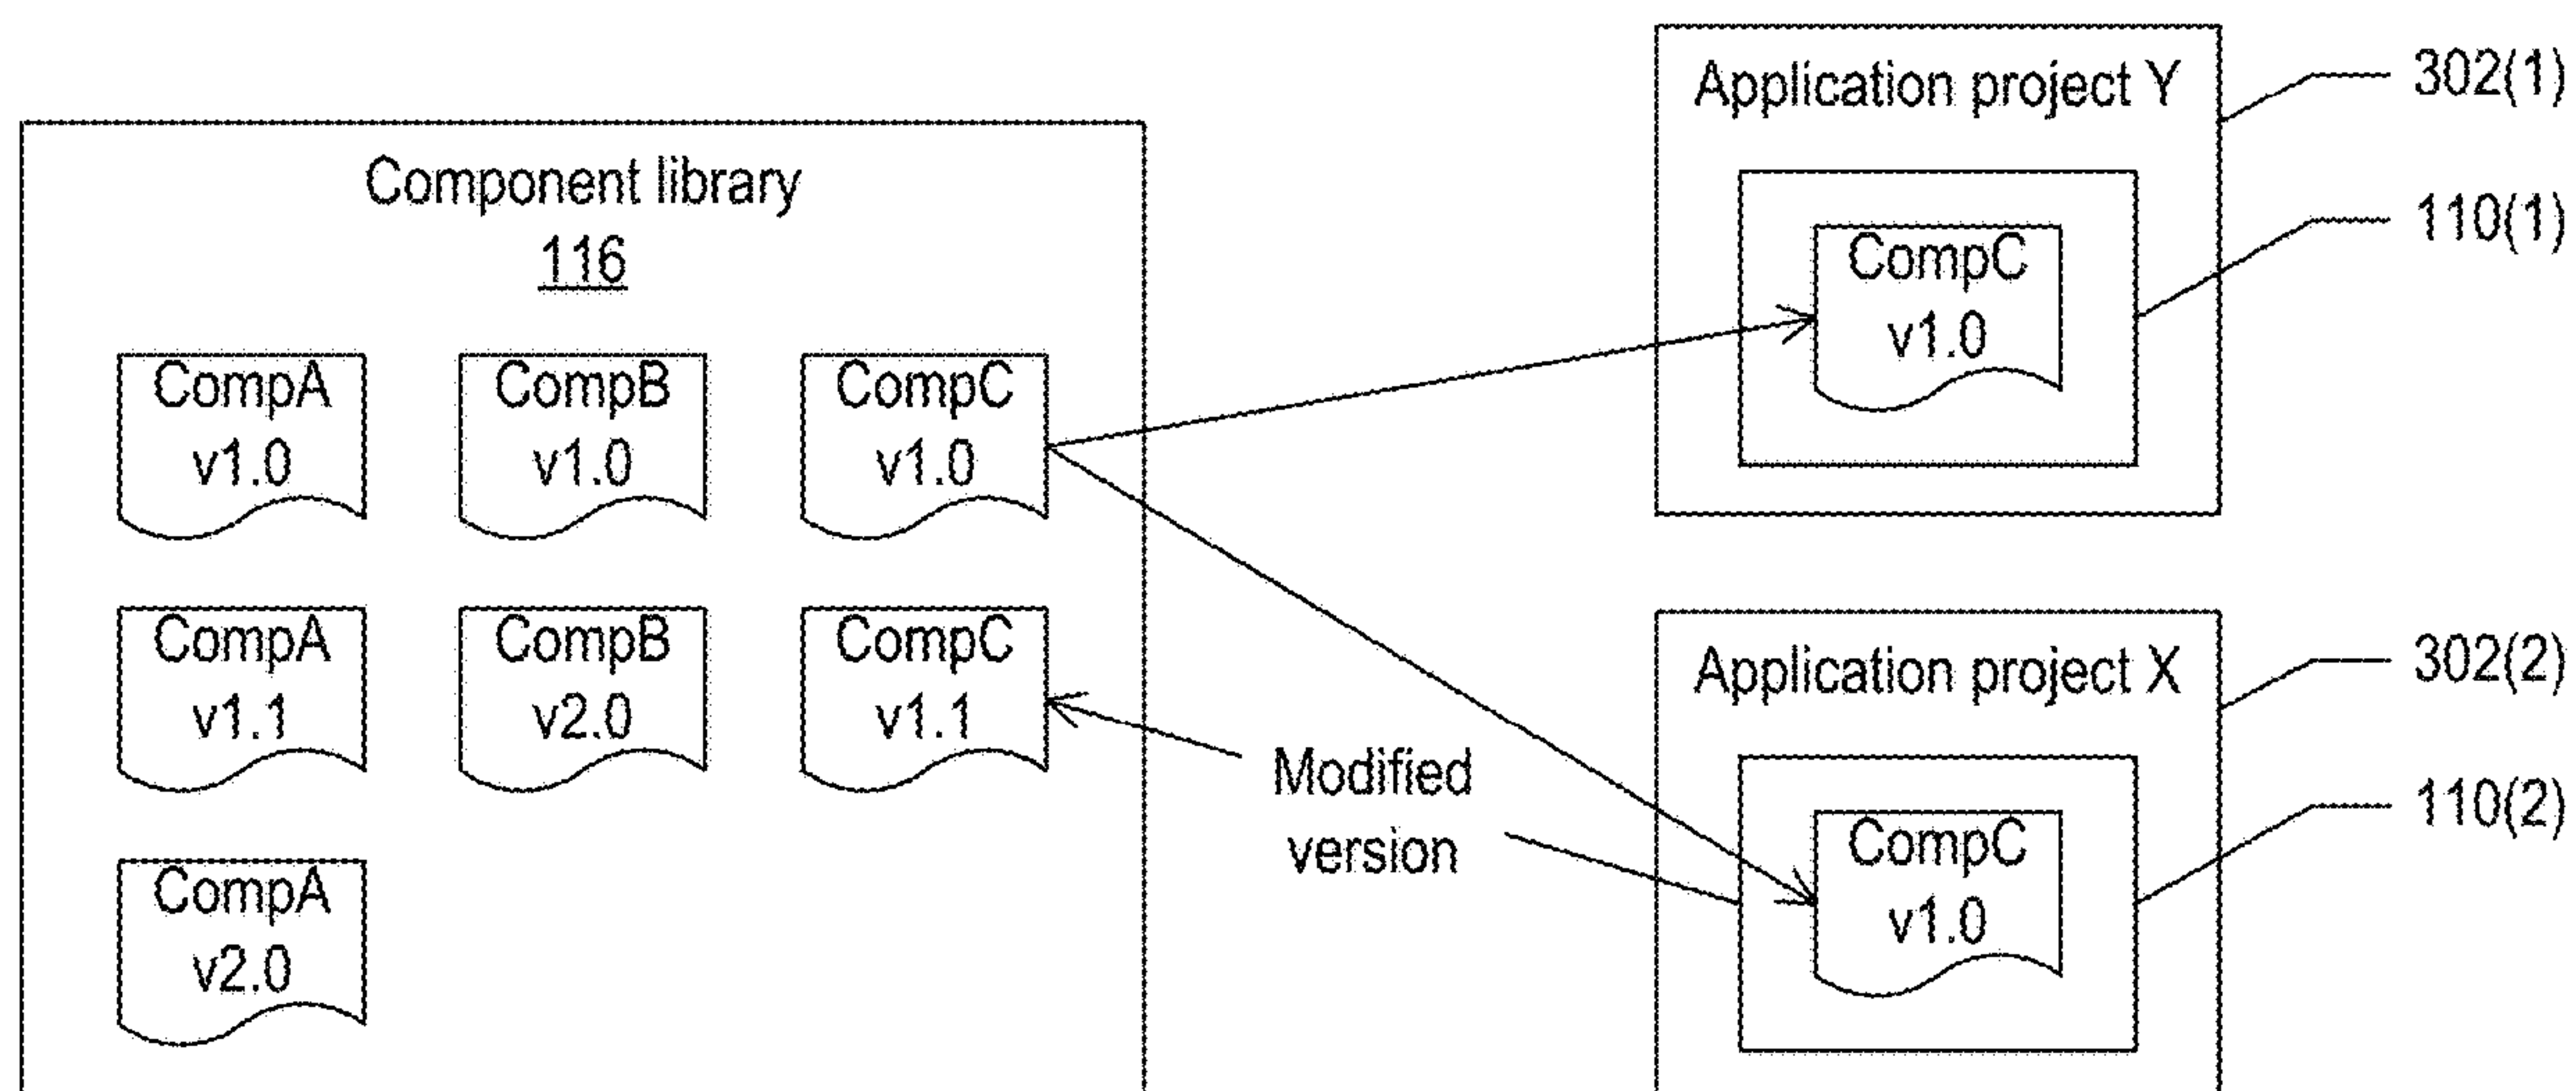 Component library
116
CompA
v1.0
CompB
v1.0
CompC
v1.0
CompA
v1.1
CompB
v2.0
CompC
v1.1
CompA
v2.0
Modified
version
Application project Y
CompC
v1.0
302(1)
110(1)
Application project X
CompC
v1.0
302(2)
110(2)